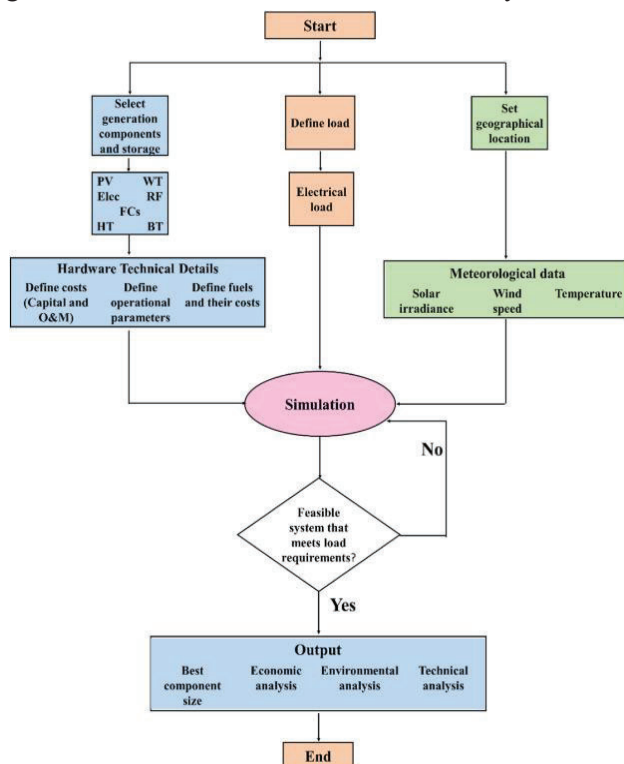 Start
Select
generation
components
and storage
Define load
Set
geographical
location
PV WT
Elec RF
FCs
HT BT
Electrical
load
Hardware Technical Details
Define costs Define Define fuels
(Capital and operational and their costs
O&M) parameters
Meteorological data
Solar Wind Temperature
irradiance speed
Simulation
No
Feasible
system that
meets load
requirements?
Yes
Output
Best Economic Environmental Technical
component analysis analysis analysis
size
End